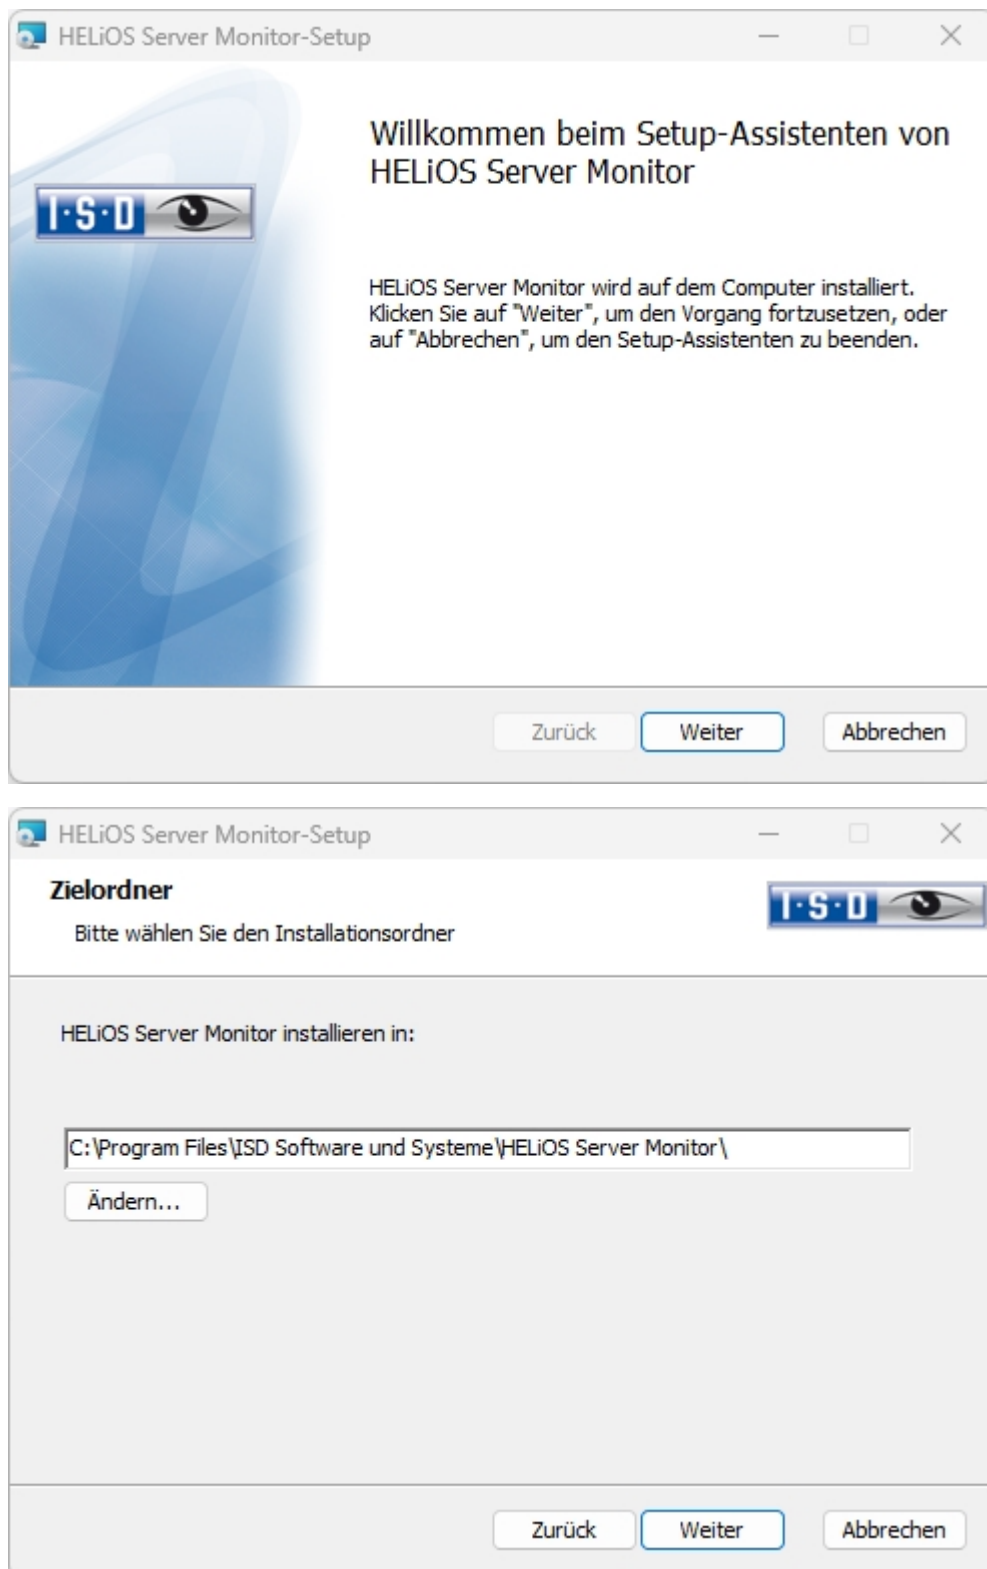 HELiOS Server Monitor-Setup
Willkommen beim Setup-Assistenten von
HELiOS Server Monitor
I·S·D
HELiOS Server Monitor wird auf dem Computer installiert.
Klicken Sie auf "Weiter", um den Vorgang fortzusetzen, oder
auf "Abbrechen", um den Setup-Assistenten zu beenden.
Zurück Weiter Abbrechen
HELiOS Server Monitor-Setup
Zielordner
I·S·D
Bitte wählen Sie den Installationsordner
HELiOS Server Monitor installieren in:
C:\Program Files\ISD Software und Systeme\HELiOS Server Monitor\
Ändern...
Zurück Weiter Abbrechen